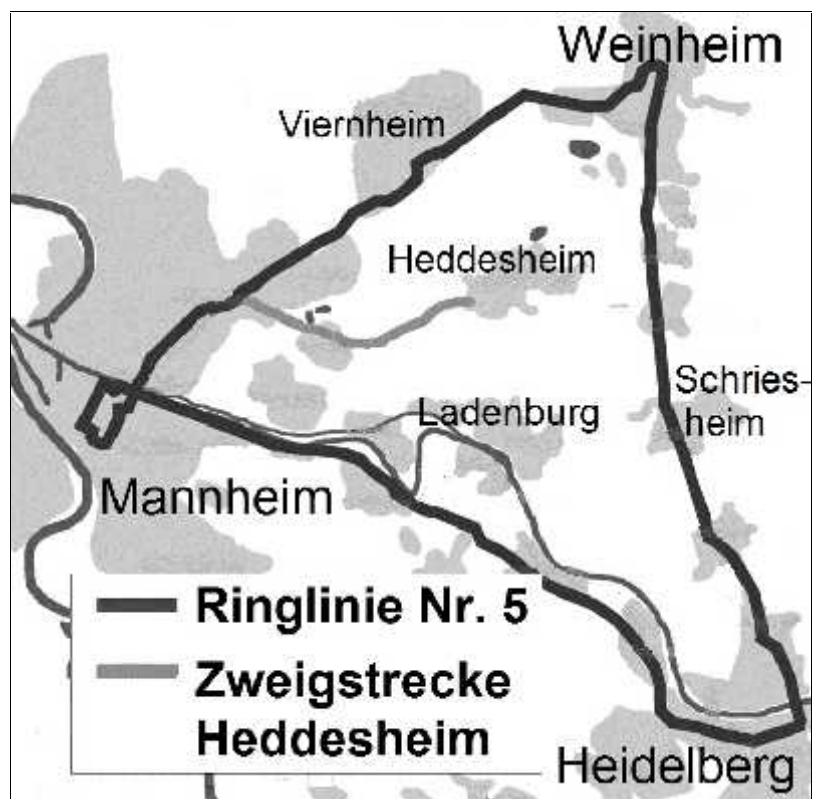 Weinheim
Viernheim
Heddesheim
Schries-
heim
Ladenburg
Mannheim
Ringlinie Nr. 5
Zweigstrecke
Heddesheim
Heidelberg